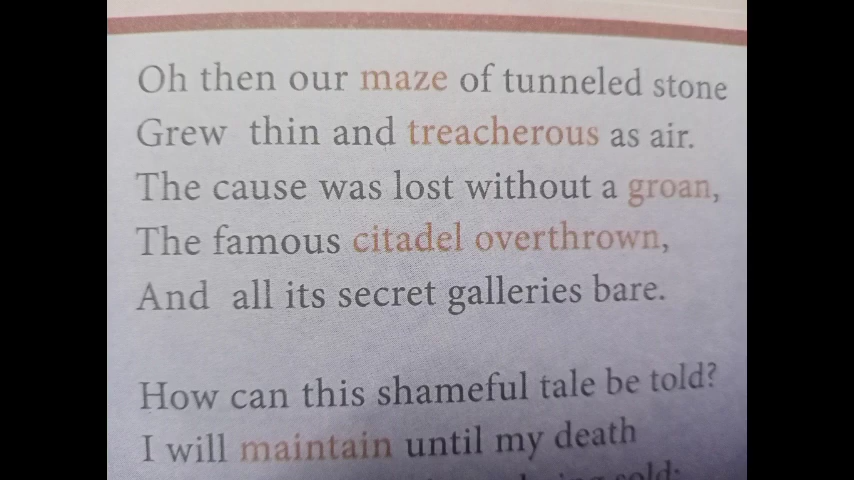 Oh then our maze of tunneled stone
Grew thin and treacherous as air.
The cause was lost without a groan,
The famous citadel overthrown,
And all its secret galleries bare.
How can this shameful tale be told?
I will maintain until my death
sold: